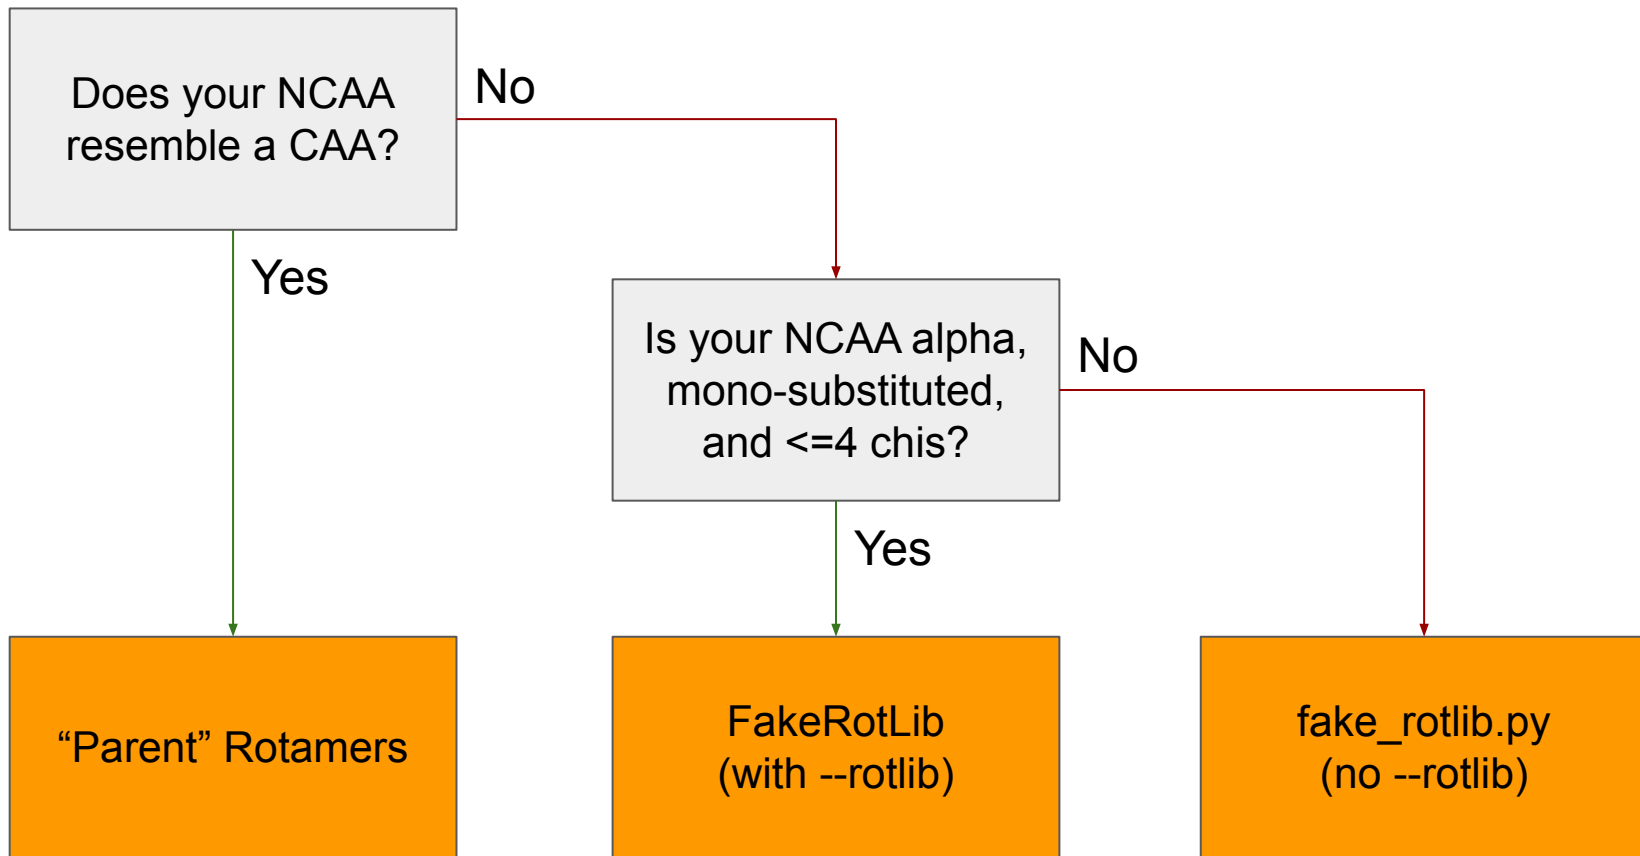 Does your NCAA
resemble a CAA?
No
Yes
Is your NCAA alpha,
mono-substituted,
and <=4 chis?
No
Yes
“Parent” Rotamers
FakeRotLib
(with --rotlib)
fake_rotlib.py
(no --rotlib)